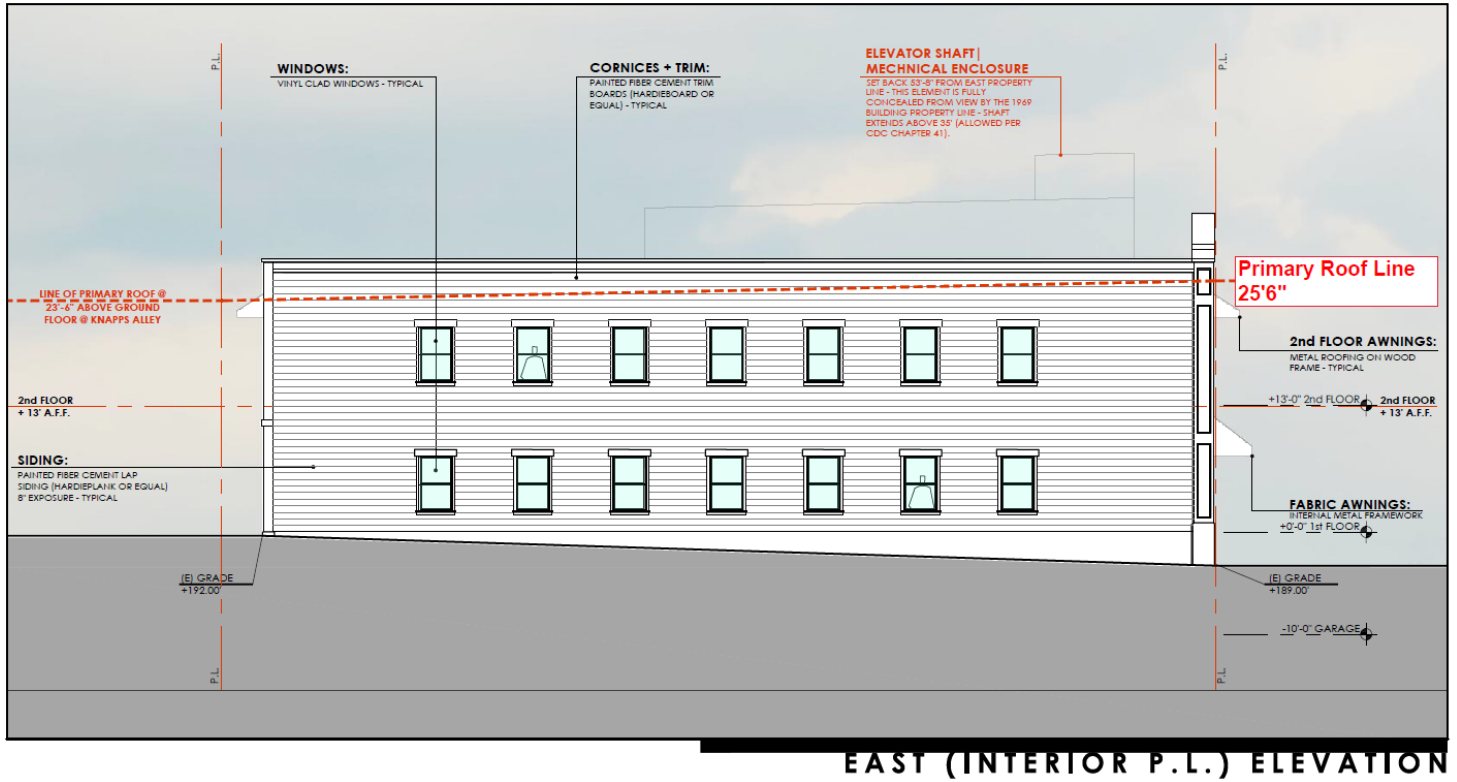 P.L.
WINDOWS:
VINYL CLAD WINDOWS - TYPICAL
CORNICES + TRIM:
PAINTED FIBER CEMENT TRIM
BOARDS (HARDIEBOARD OR
EQUAL) - TYPICAL
ELEVATOR SHAFT|
MECHNICAL ENCLOSURE
SET BACK 53'-8" FROM EAST PROPERTY
LINE - THIS ELEMENT IS FULLY
CONCEALED FROM VIEW BY THE 1969
BUILDING PROPERTY LINE - SHAFT
EXTENDS ABOVE 35' (ALLOWED PER
CDC CHAPTER 41).
P.L.
LINE OF PRIMARY ROOF @
23'-6" ABOVE GROUND
FLOOR @ KNAPPS ALLEY
Primary Roof Line
25'6"
2nd FLOOR AWNINGS:
METAL ROOFING ON WOOD
FRAME - TYPICAL
2nd FLOOR
+ 13' A.F.F.
+13'-0" 2nd FLOOR
2nd FLOOR
+ 13' A.F.F.
SIDING:
PAINTED FIBER CEMENT LAP
SIDING (HARDIEPLANK OR EQUAL)
8" EXPOSURE - TYPICAL
FABRIC AWNINGS:
INTERNAL METAL FRAMEWORK
+0'-0" 1st FLOOR
(E) GRADE
+192.00'
(E) GRADE
+189.00'
-10'-0" GARAGE
P.L.
P.L.
EAST (INTERIOR P.L.) ELEVATION